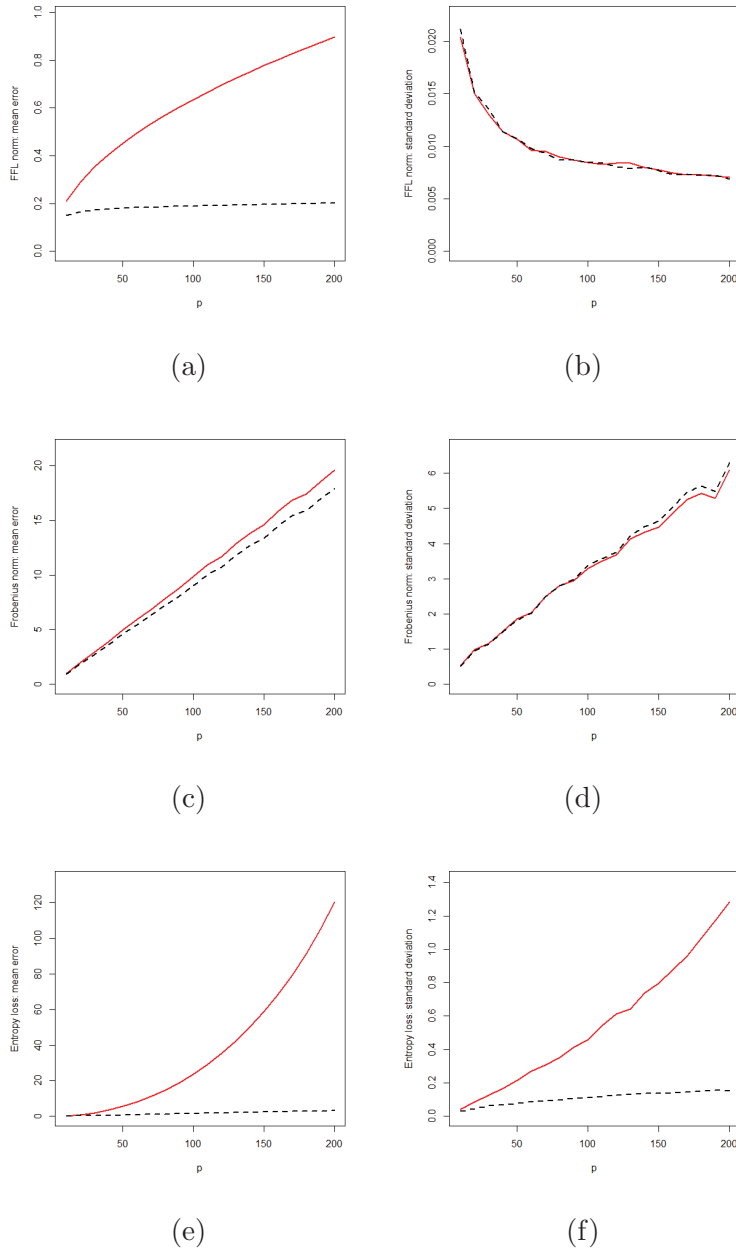 FFL norm: mean error
0.0 0.2 0.4 0.6 0.8 1.0
50 100 150 200
p
(a)
FFL norm: standard deviation
0.000 0.005 0.010 0.015 0.020
50 100 150 200
p
(b)
Frobenius norm: mean error
0 5 10 15 20
50 100 150 200
p
(c)
Frobenius norm: standard deviation
0 1 2 3 4 5 6
50 100 150 200
p
(d)
Entropy loss: mean error
0 20 40 60 80 100 120
50 100 150 200
p
(e)
Entropy loss: standard deviation
0.0 0.2 0.4 0.6 0.8 1.0 1.2 1.4
50 100 150 200
p
(f)